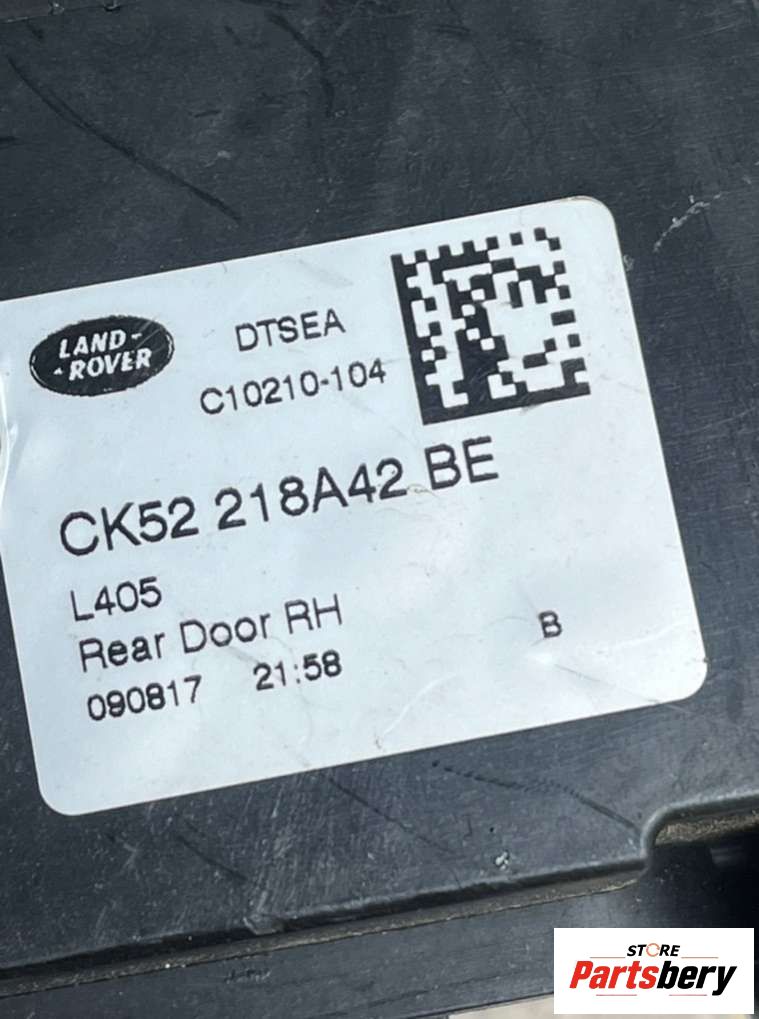 LAND-
-ROVER
DTSEA
C10210-104
CK52 218A42 BE
L405
Rear Door RH
090817 21:58
B
STORE
Partsbery